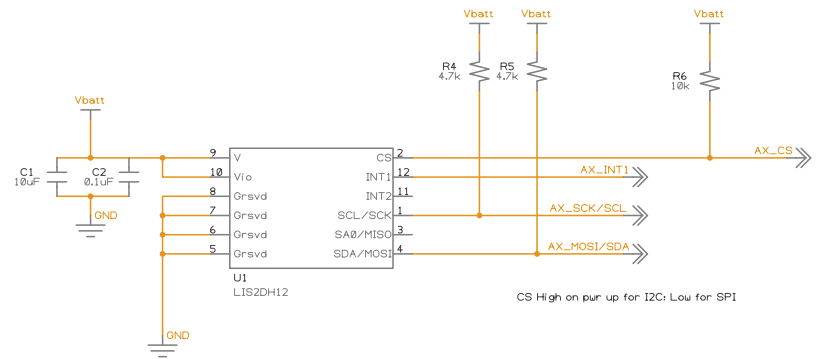 Vbatt
Vbatt
Vbatt
R4
4.7k
R5
4.7k
R6
10k
Vbatt
C1
10uF
C2
0.1uF
GND
9 V
10 Vio
8 Grsvd
7 Grsvd
6 Grsvd
5 Grsvd
CS 2
INT1 12
INT2 11
SCL/SCK 1
SA0/MISO 3
SDA/MOSI 4
AX_CS
AX_INT1
AX_SCK/SCL
AX_MOSI/SDA
U1
LIS2DH12
CS High on pwr up for I2C; Low for SPI
GND